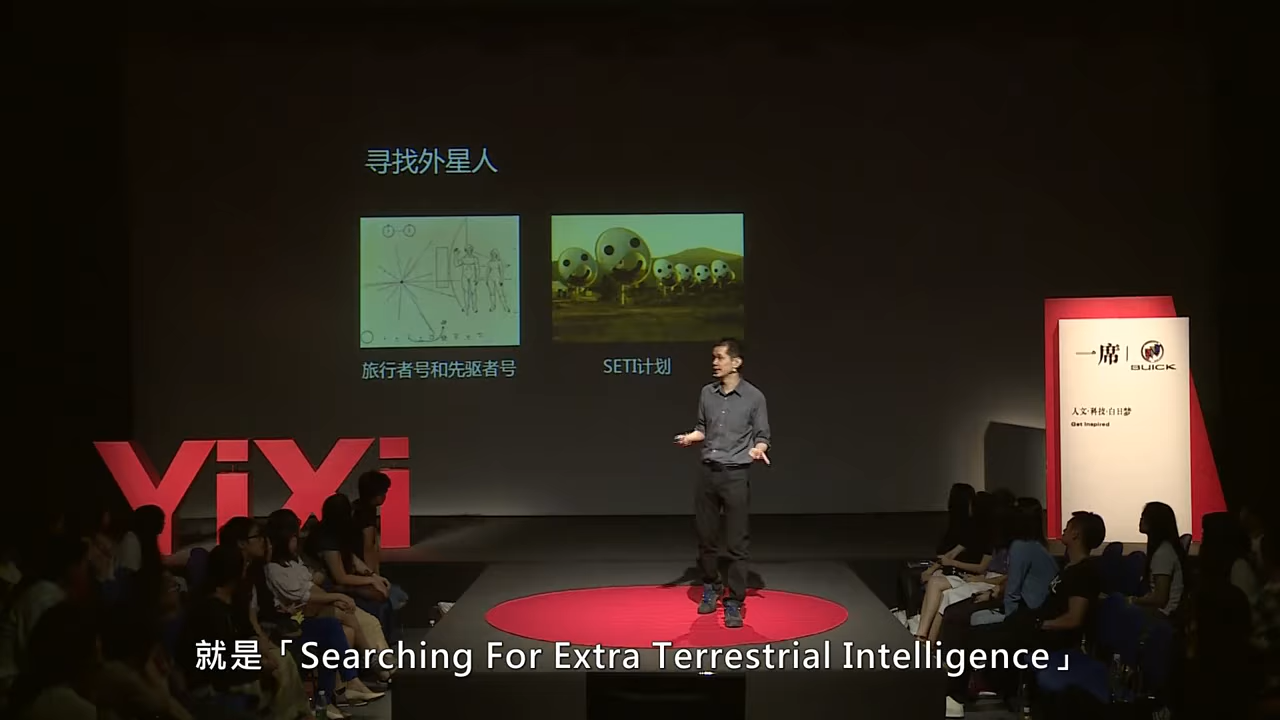 寻找外星人
旅行者号和先驱者号
SETI计划
YiXi
一席
BUICK
人文·科技·白日梦
Get Inspired
就是「Searching For Extra Terrestrial Intelligence」